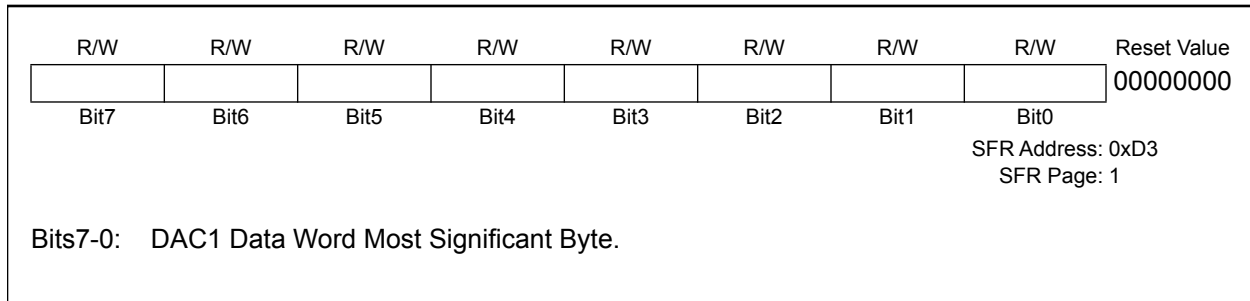 R/W R/W R/W R/W R/W R/W R/W R/W Reset Value
00000000
Bit7 Bit6 Bit5 Bit4 Bit3 Bit2 Bit1 Bit0
SFR Address: 0xD3
SFR Page: 1
Bits7-0: DAC1 Data Word Most Significant Byte.